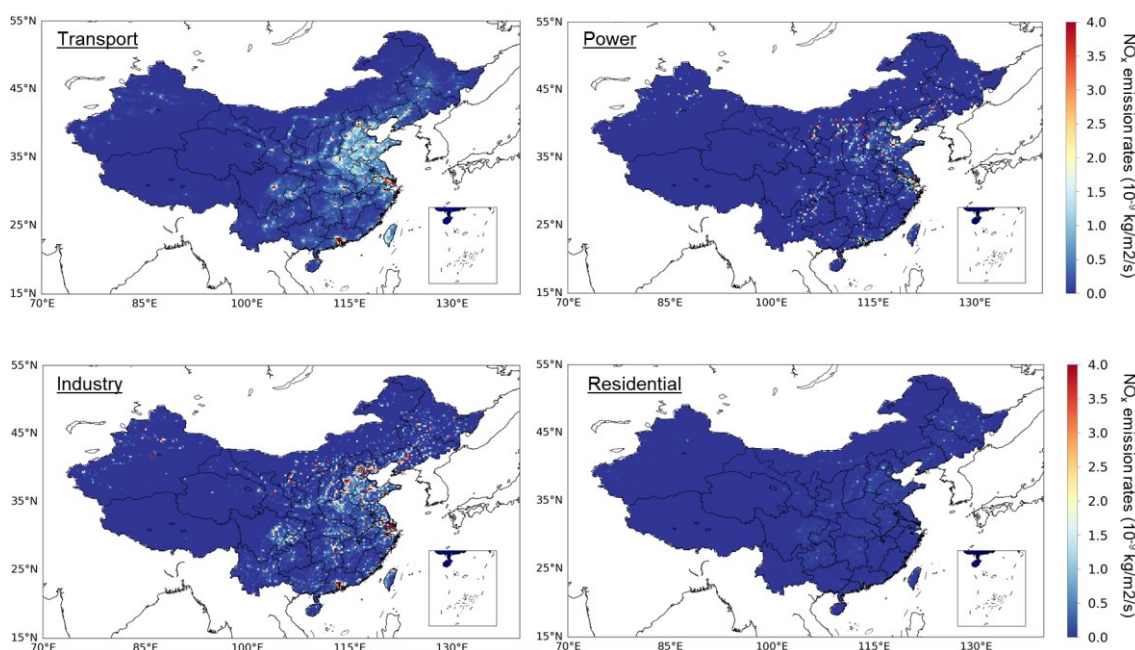 55°N
45°N
35°N
25°N
15°N
70°E 85°E 100°E 115°E 130°E
Transport
55°N
45°N
35°N
25°N
15°N
70°E 85°E 100°E 115°E 130°E
Power
4.0
3.5
3.0
2.5
2.0
1.5
1.0
0.5
0.0
NOx emission rates (10⁻⁹ kg/m2/s)
55°N
45°N
35°N
25°N
15°N
70°E 85°E 100°E 115°E 130°E
Industry
55°N
45°N
35°N
25°N
15°N
70°E 85°E 100°E 115°E 130°E
Residential
4.0
3.5
3.0
2.5
2.0
1.5
1.0
0.5
0.0
NOx emission rates (10⁻⁹ kg/m2/s)